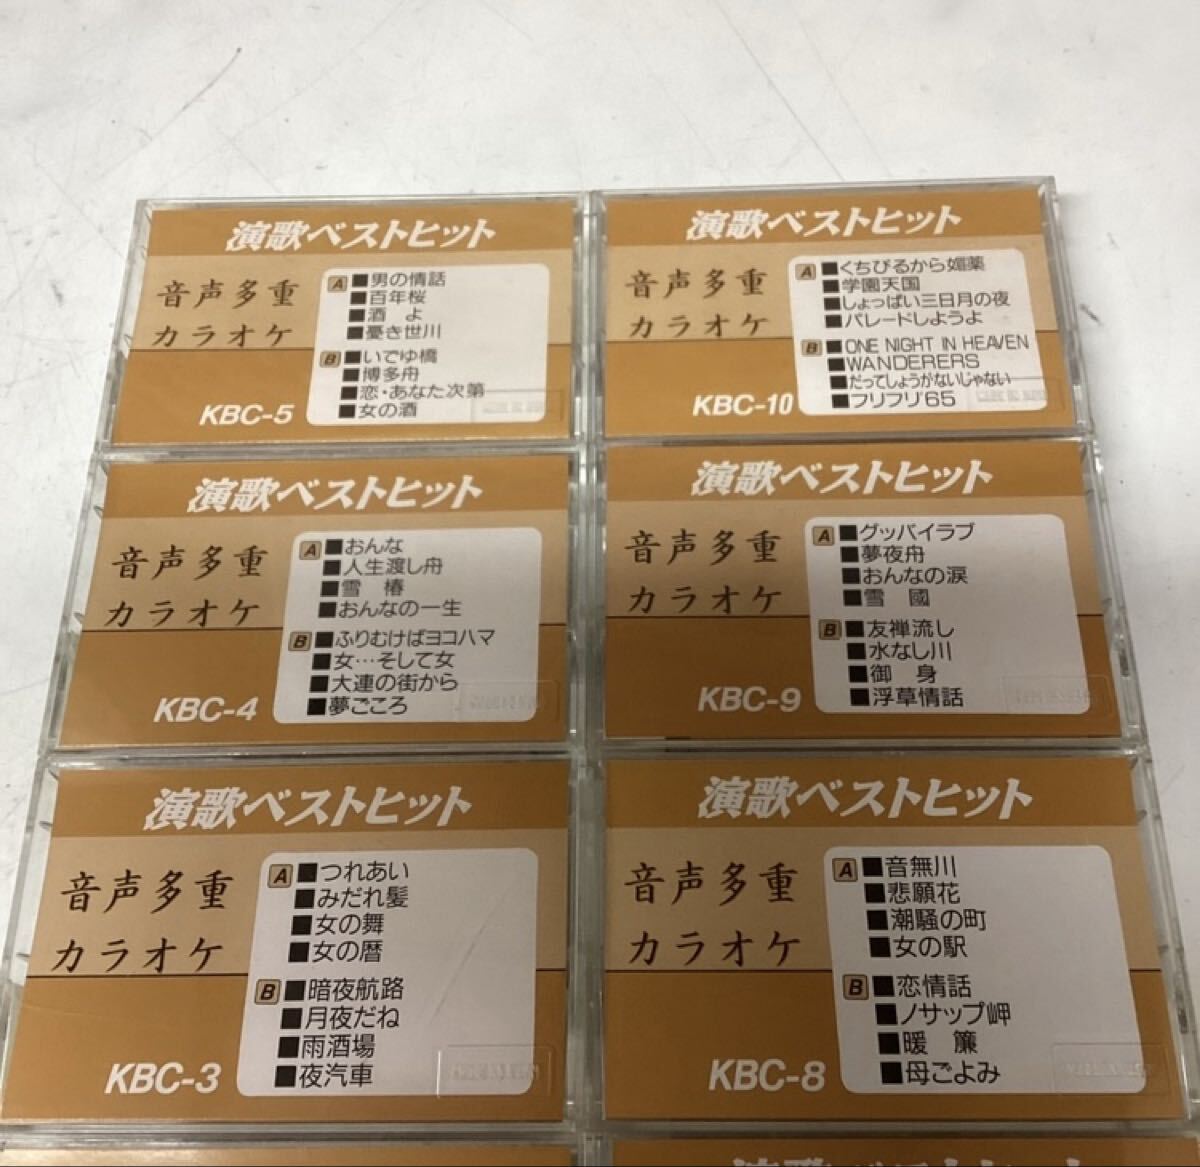 演歌ベストヒット
音声多重
カラオケ
A ■男の情話
■百年桜
■酒 よ
■憂き世川
B ■いでゆ橋
■博多舟
■恋・あなた次第
■女の酒
KBC-5
演歌ベストヒット
音声多重
カラオケ
A ■くちびるから媚薬
■学園天国
■しょっぱい三日月の夜
■パレードしようよ
B ■ONE NIGHT IN HEAVEN
■WANDERERS
■だってしょうがないじゃない
■フリフリ'65
KBC-10
演歌ベストヒット
音声多重
カラオケ
A ■おんな
■人生渡し舟
■雪 椿
■おんなの一生
B ■ふりむけばヨコハマ
■女…そして女
■大連の街から
■夢ごころ
KBC-4
演歌ベストヒット
音声多重
カラオケ
A ■グッバイラブ
■夢夜舟
■おんなの涙
■雪 國
B ■友禅流し
■水なし川
■御 身
■浮草情話
KBC-9
演歌ベストヒット
音声多重
カラオケ
A ■つれあい
■みだれ髪
■女の舞
■女の暦
B ■暗夜航路
■月夜だね
■雨酒場
■夜汽車
KBC-3
演歌ベストヒット
音声多重
カラオケ
A ■音無川
■悲願花
■潮騒の町
■女の駅
B ■恋情話
■ノサップ岬
■暖 簾
■母ごよみ
KBC-8